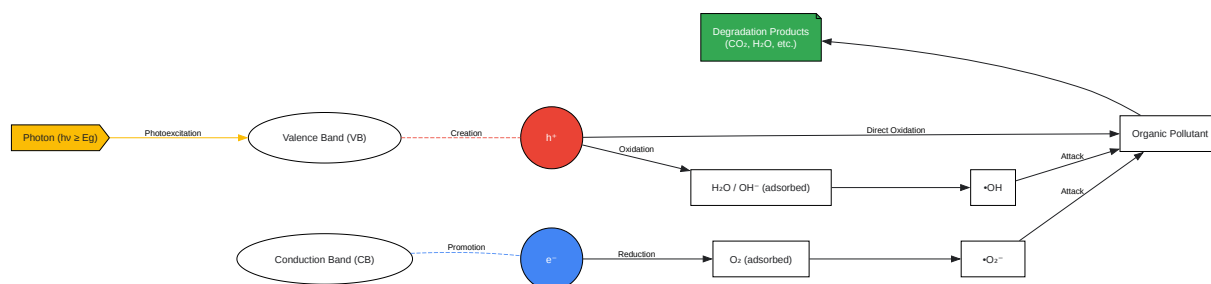 Degradation Products
(CO₂, H₂O, etc.)
Photon (hν ≥ Eg)
Photoexcitation
Valence Band (VB)
Creation
h⁺
Direct Oxidation
Organic Pollutant
Oxidation
H₂O / OH⁻ (adsorbed)
•OH
Attack
Attack
Conduction Band (CB)
Promotion
e⁻
Reduction
O₂ (adsorbed)
•O₂⁻